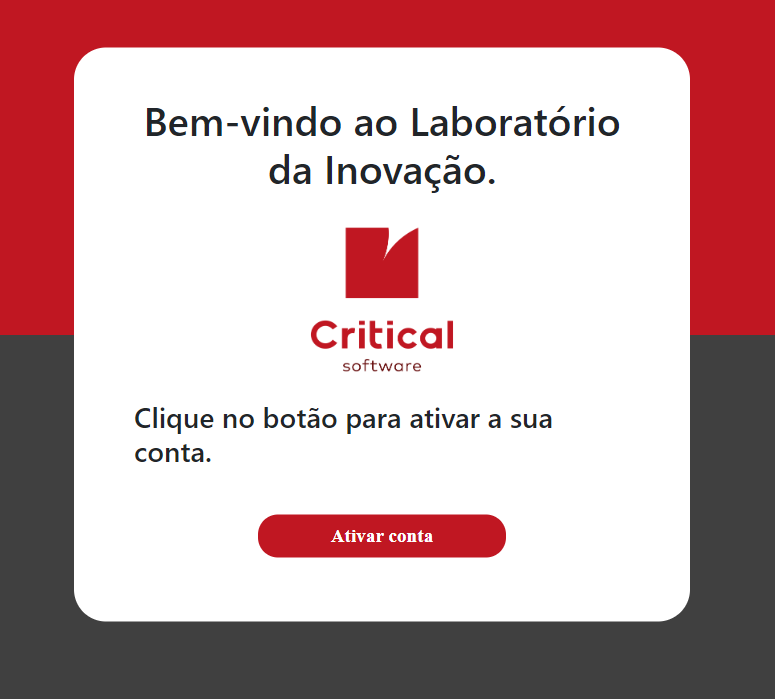 Bem-vindo ao Laboratório
da Inovação.
Critical
software
Clique no botão para ativar a sua
conta.
Ativar conta